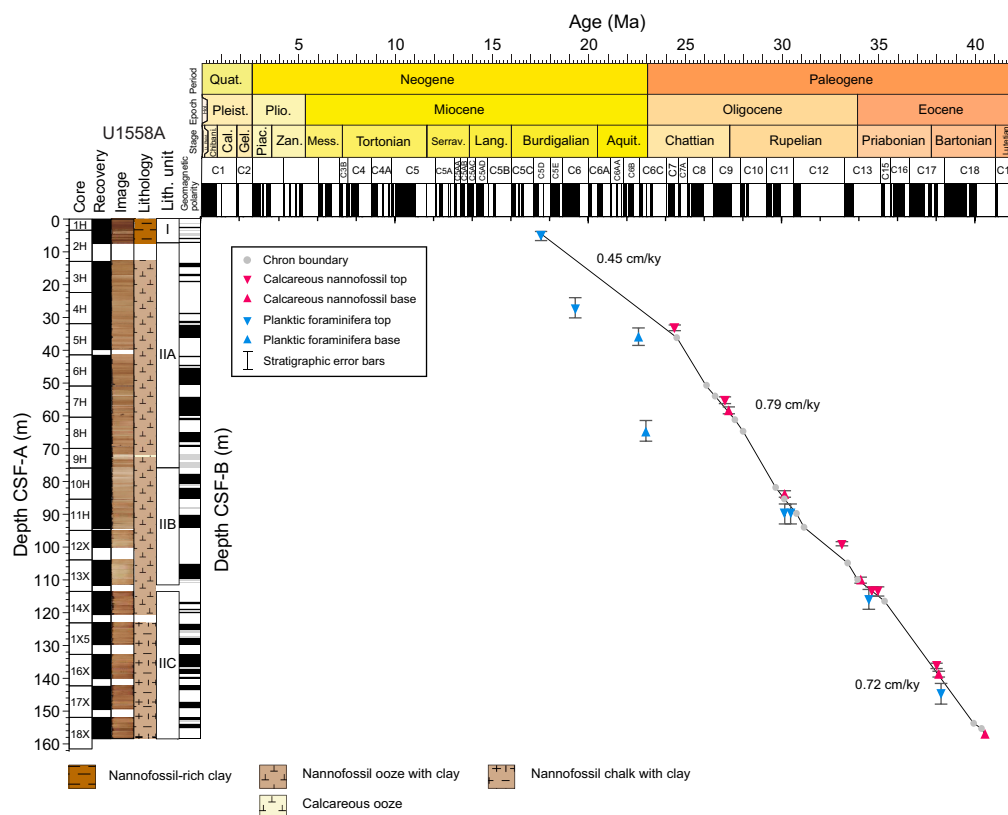 Age (Ma)
5 10 15 20 25 30 35 40
Period Quat. Neogene Paleogene
Epoch Pleist. Plio. Miocene Oligocene Eocene
Stage Chibani. Cal. Gel. Piac. Zan. Mess. Tortonian Serrav. Lang. Burdigalian Aquit. Chattian Rupelian Priabonian Bartonian Lutetian
C1 C2 C3B C4 C4A C5 C5A C5AA C5AB C5AC C5AD C5B C5C C5D C5E C6 C6A C6AA C6B C6C C7 C7A C8 C9 C10 C11 C12 C13 C15 C16 C17 C18 C1
U1558A
Core
Recovery
Image
Lithology
Lith. unit
Geomagnetic
polarity
Depth CSF-A (m)
0
10
20
30
40
50
60
70
80
90
100
110
120
130
140
150
160
1H
2H
3H
4H
5H
6H
7H
8H
9H
10H
11H
12X
13X
14X
1X5
16X
17X
18X
I
IIA
IIB
IIC
Depth CSF-B (m)
Chron boundary
Calcareous nannofossil top
Calcareous nannofossil base
Planktic foraminifera top
Planktic foraminifera base
Stratigraphic error bars
0.45 cm/ky
0.79 cm/ky
0.72 cm/ky
Nannofossil-rich clay
Nannofossil ooze with clay
Nannofossil chalk with clay
Calcareous ooze